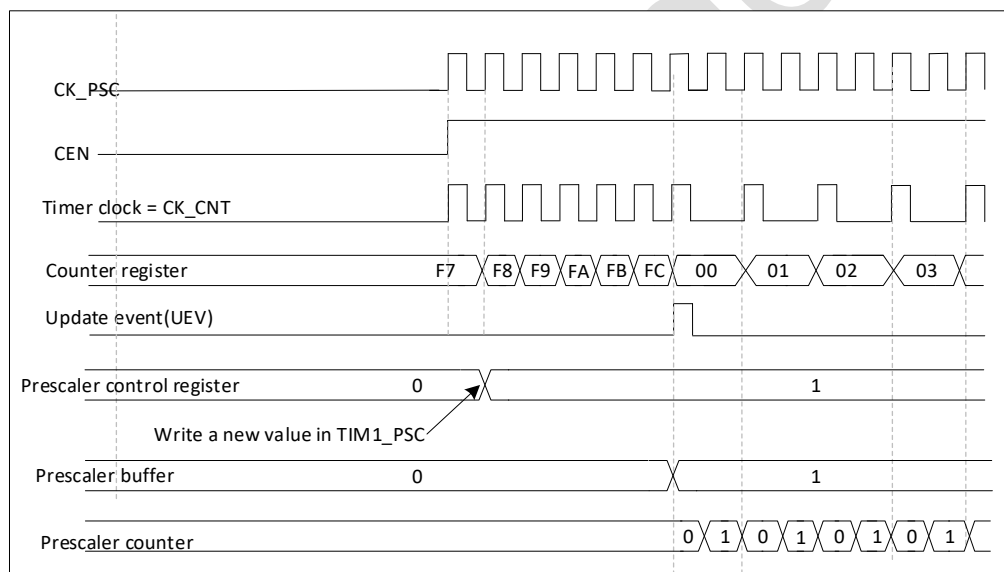 CK_PSC
CEN
Timer clock = CK_CNT
Counter register F7 F8 F9 FA FB FC 00 01 02 03
Update event(UEV)
Prescaler control register 0 1
Write a new value in TIM1_PSC
Prescaler buffer 0 1
Prescaler counter 0 1 0 1 0 1 0 1